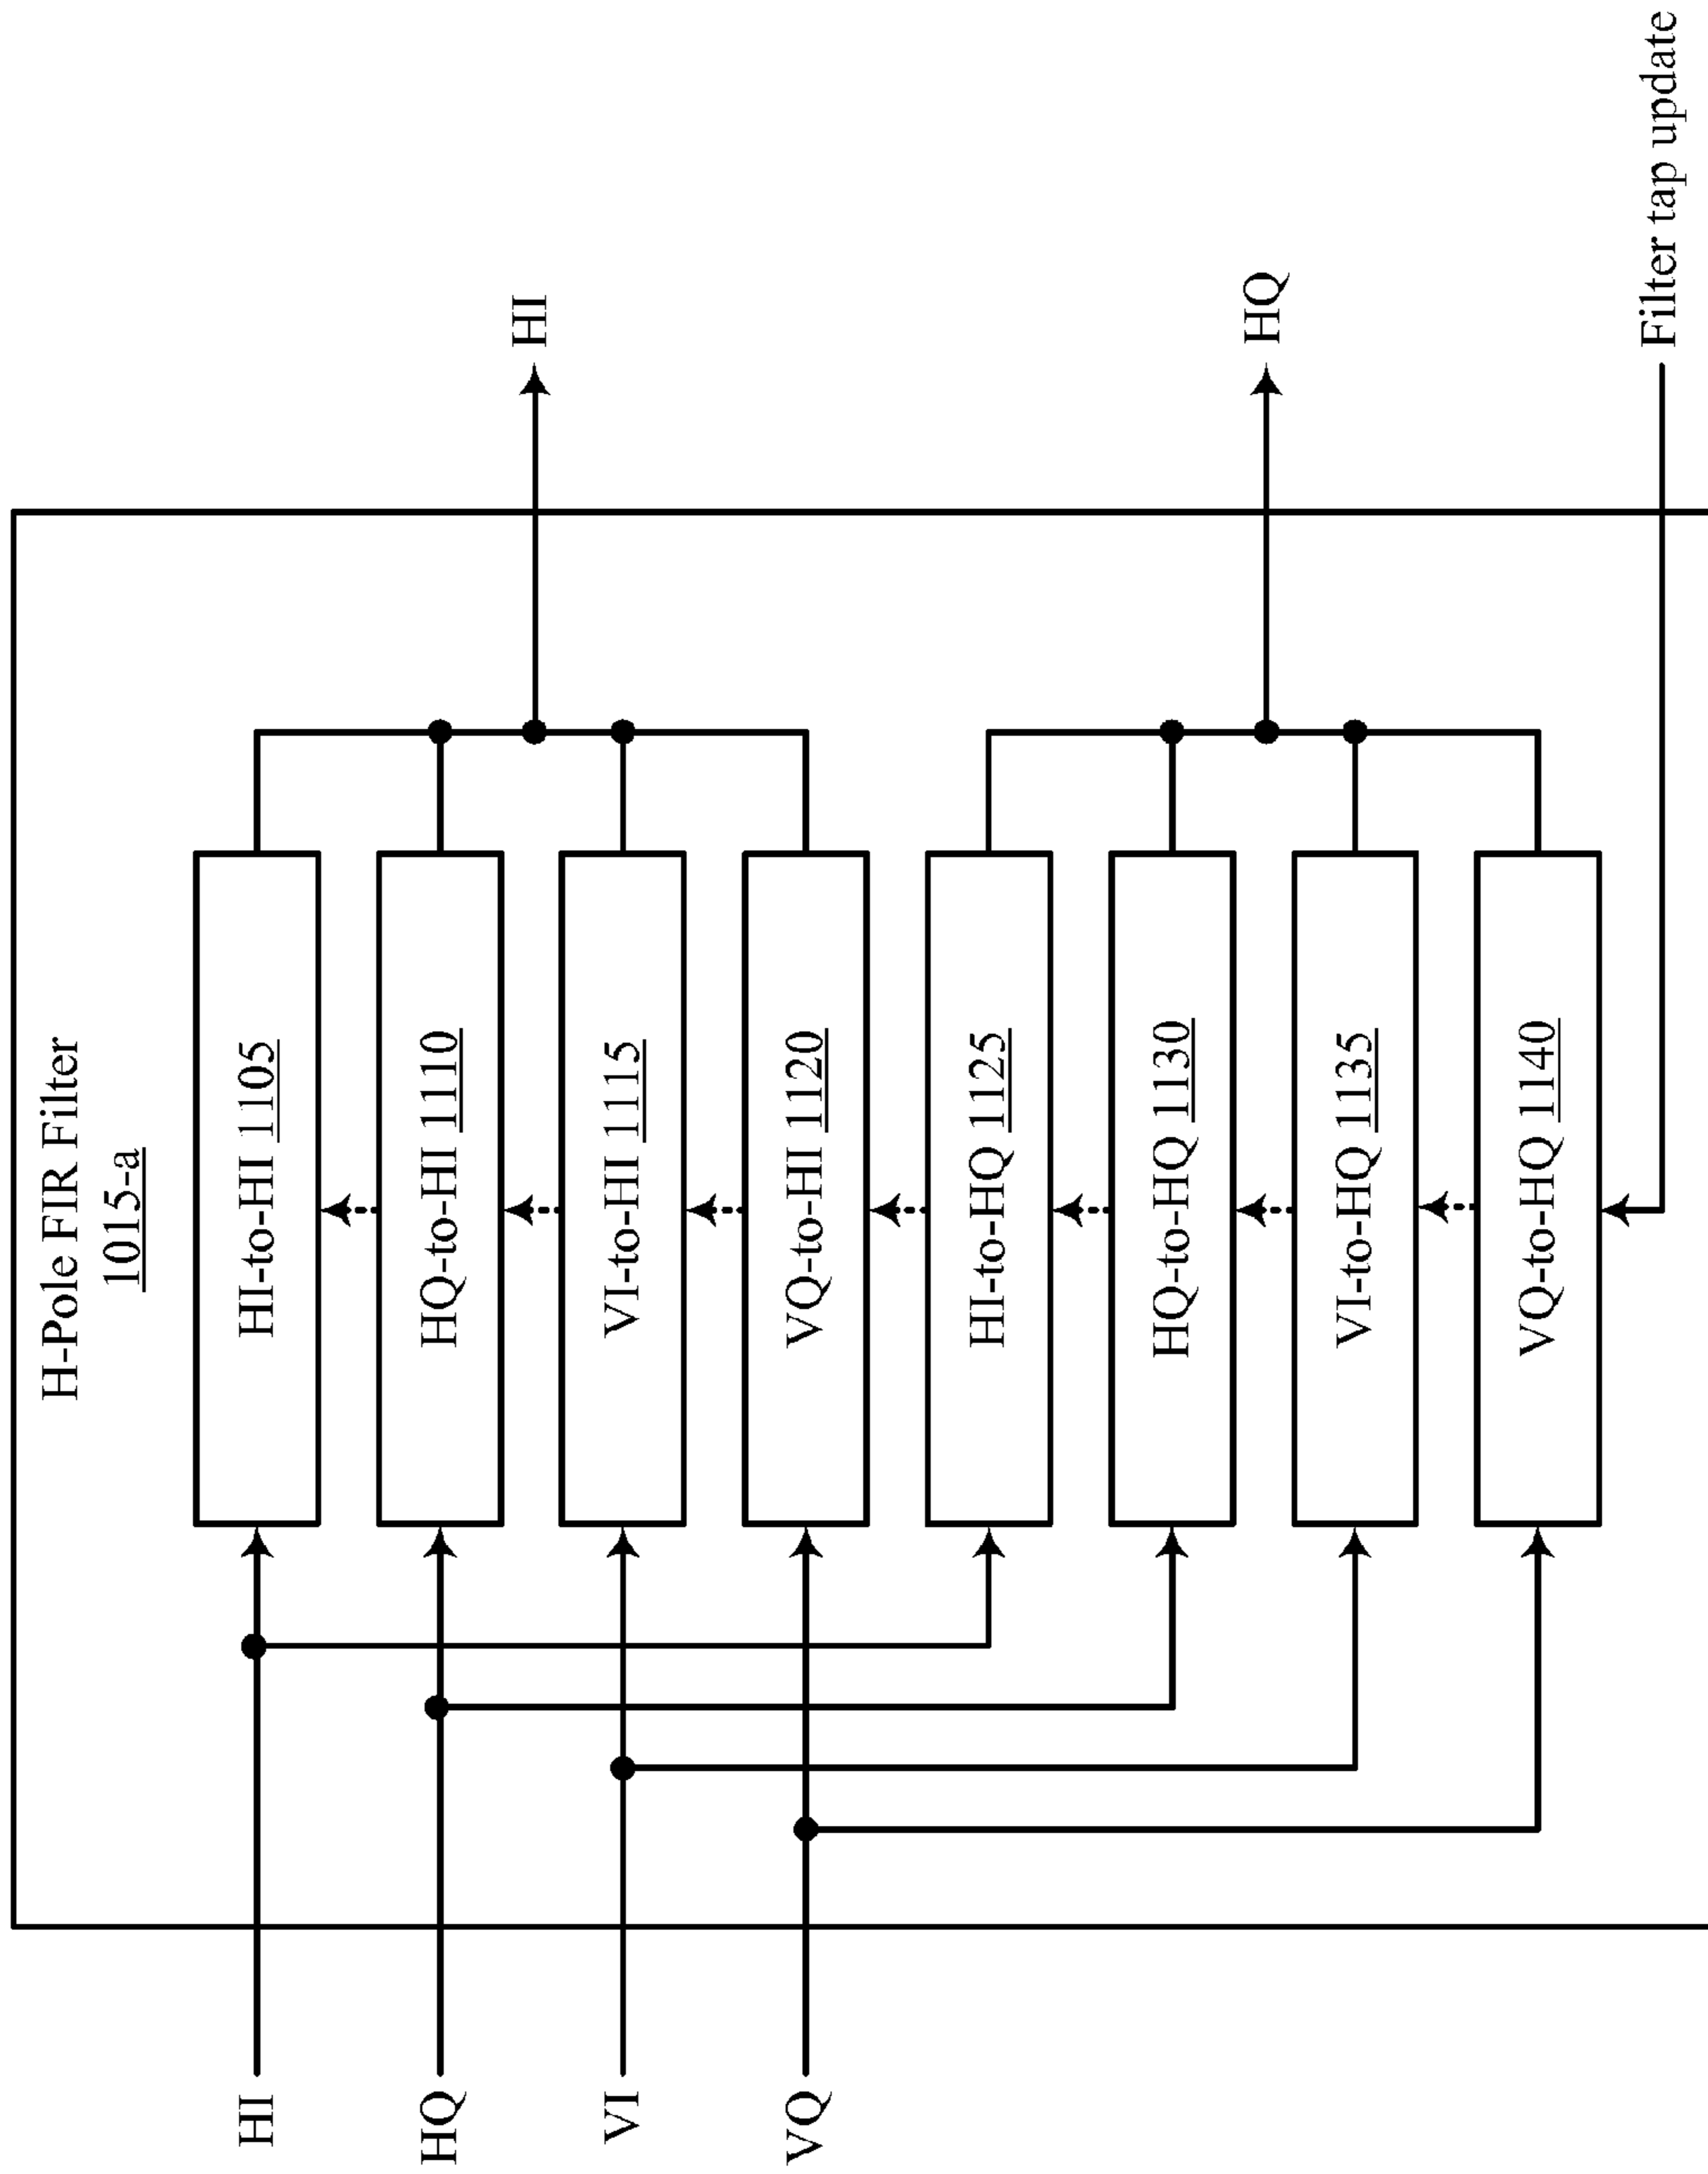 H-Pole FIR Filter
1015-a
HI
HQ
VI
VQ
HI-to-HI 1105
HQ-to-HI 1110
VI-to-HI 1115
VQ-to-HI 1120
HI-to-HQ 1125
HQ-to-HQ 1130
VI-to-HQ 1135
VQ-to-HQ 1140
HI
HQ
Filter tap update